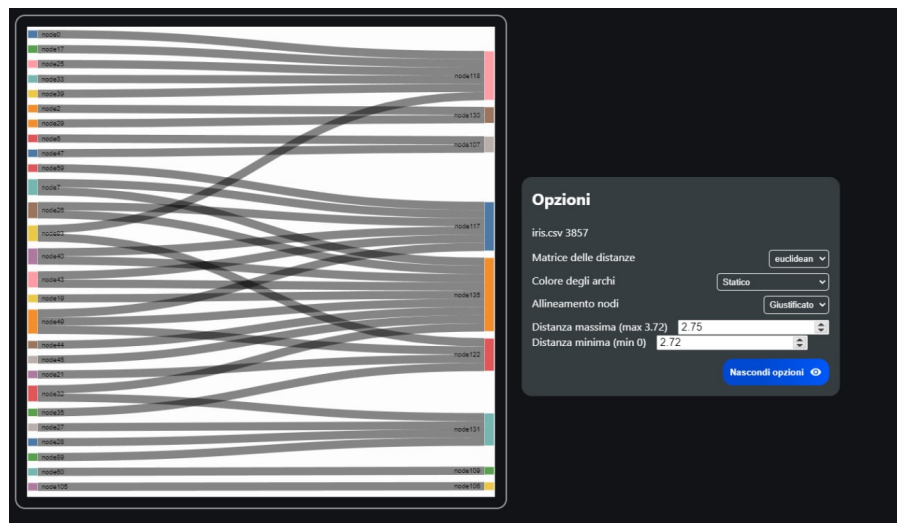 node0
node17
node25
node33
node39
node2
node29
node6
node47
node59
node7
node26
node93
node40
node43
node19
node49
node44
node45
node21
node32
node35
node27
node28
node89
node60
node105
node118
node130
node107
node117
node135
node122
node131
node109
node108
Opzioni
iris.csv 3857
Matrice delle distanze euclidean
Colore degli archi Statico
Allineamento nodi Giustificato
Distanza massima (max 3.72) 2.75
Distanza minima (min 0) 2.72
Nascondi opzioni